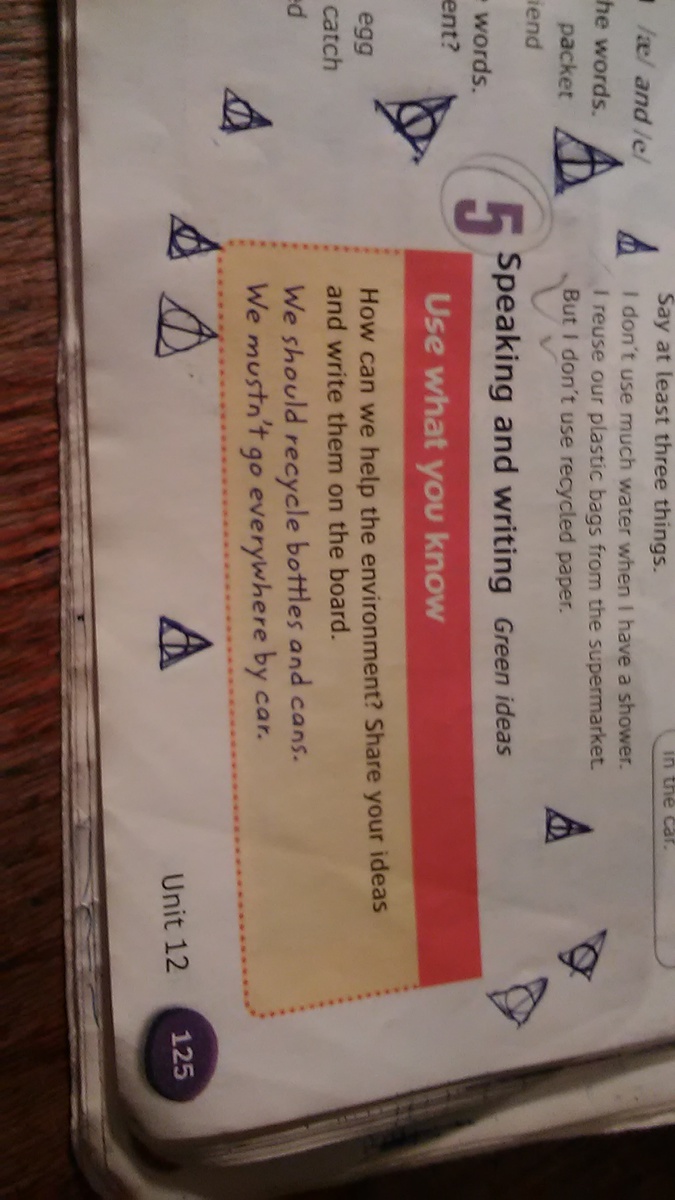 /æ/ and /e/
he words.
packet
iend
words.
ent?
egg
catch
ed
in the car.
Say at least three things.
I don't use much water when I have a shower.
I reuse our plastic bags from the supermarket.
But I don't use recycled paper.
5 Speaking and writing Green ideas
Use what you know
How can we help the environment? Share your ideas
and write them on the board.
We should recycle bottles and cans.
We mustn't go everywhere by car.
Unit 12 125